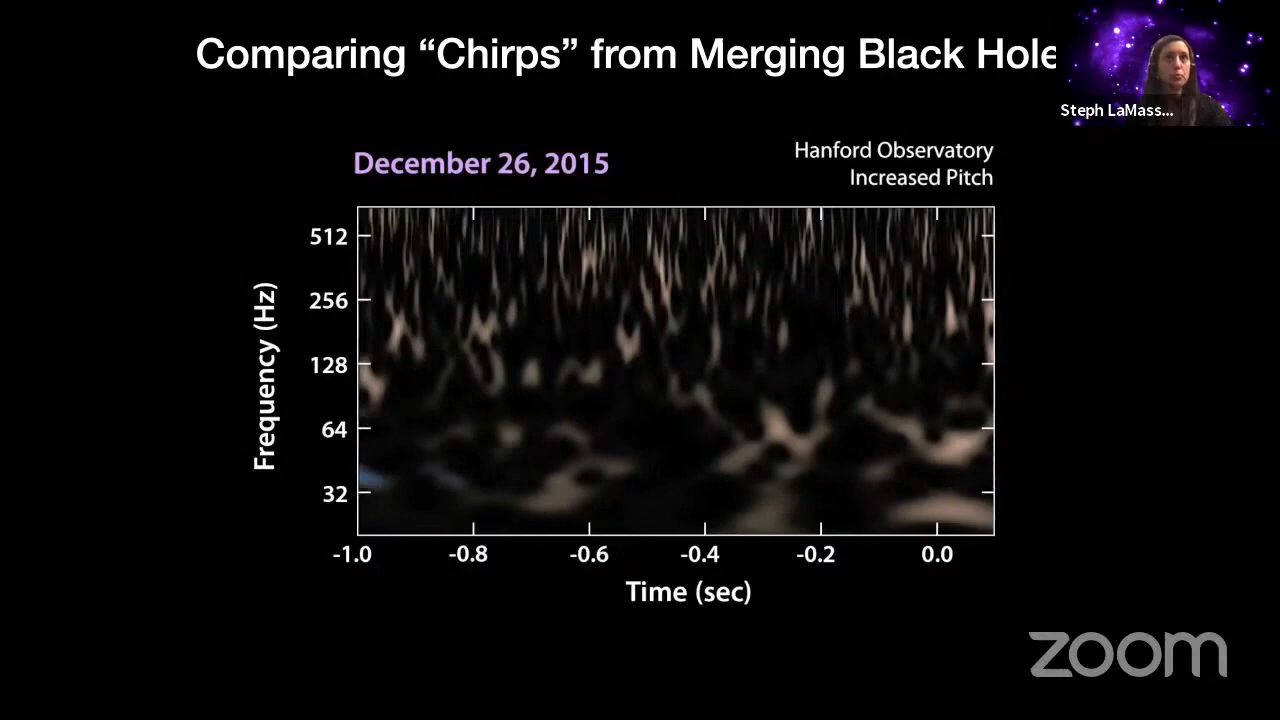 Comparing “Chirps” from Merging Black Hole
Steph LaMass...
December 26, 2015
Hanford Observatory
Increased Pitch
Frequency (Hz)
512
256
128
64
32
-1.0 -0.8 -0.6 -0.4 -0.2 0.0
Time (sec)
zoom